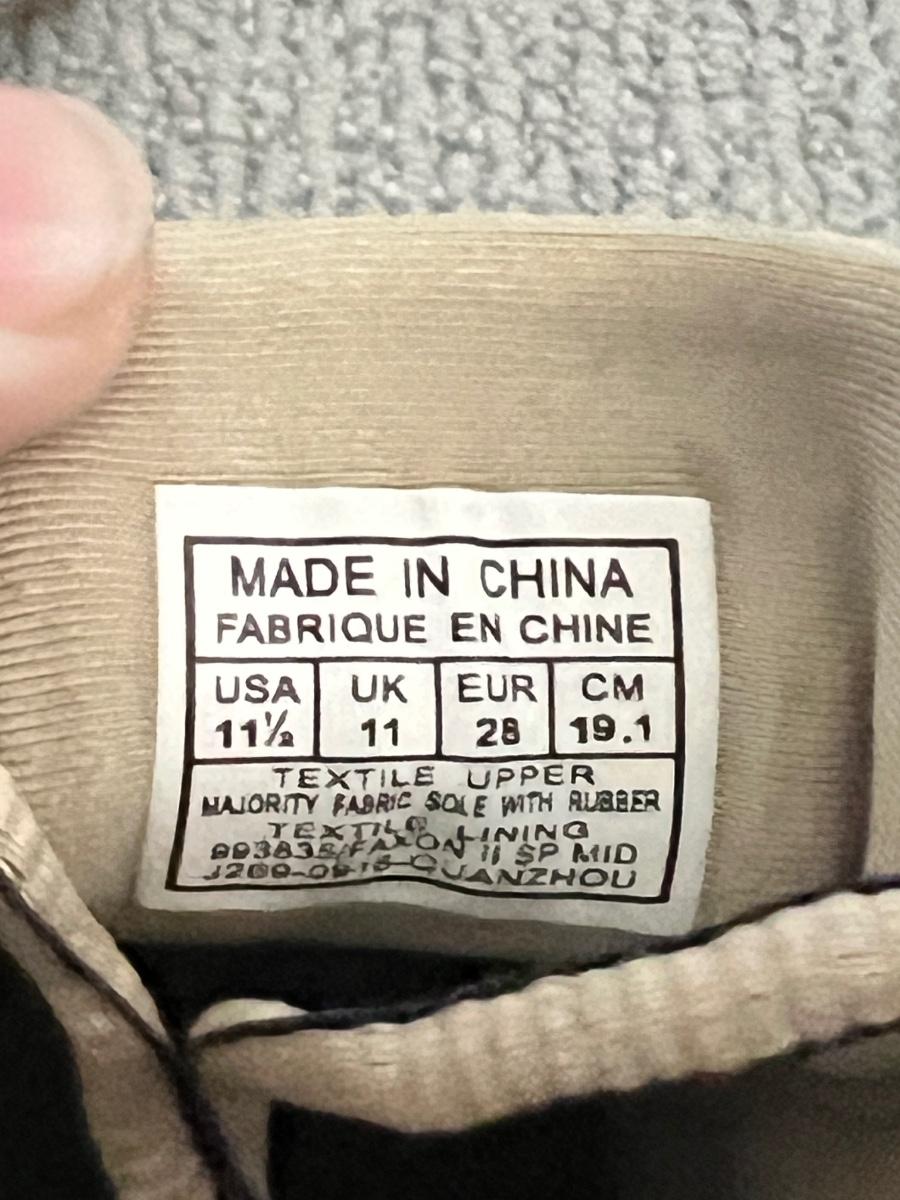 MADE IN CHINA
FABRIQUE EN CHINE
USA UK EUR CM
11½ 11 28 19.1
TEXTILE UPPER
MAJORITY FABRIC SOLE WITH RUBBER
TEXTILE LINING
FAXON II SP MID
QUANZHOU